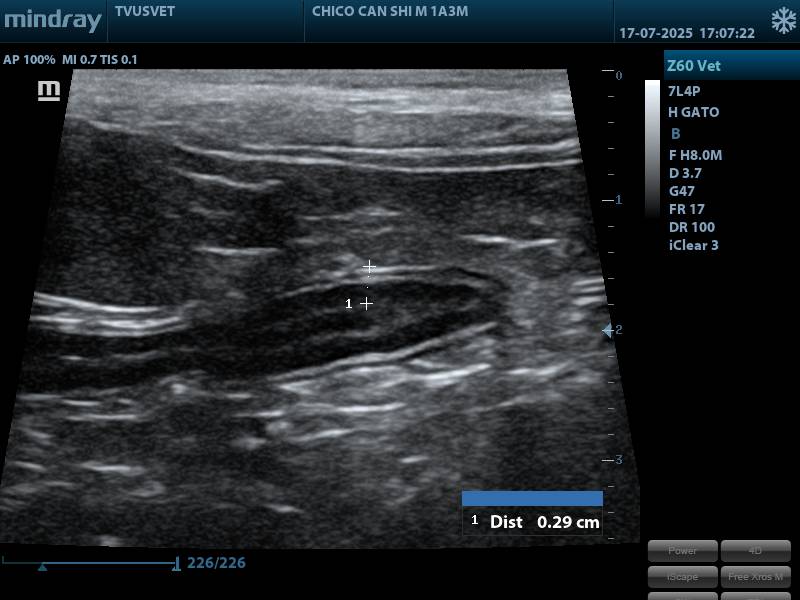 mindray
TVUSVET
CHICO CAN SHI M 1A3M
17-07-2025 17:07:22
AP 100% MI 0.7 TIS 0.1
m
Z60 Vet
7L4P
H GATO
B
F H8.0M
D 3.7
G47
FR 17
DR 100
iClear 3
0
1
2
3
1
1 Dist 0.29 cm
226/226
Power
4D
iScape
Free Xros M